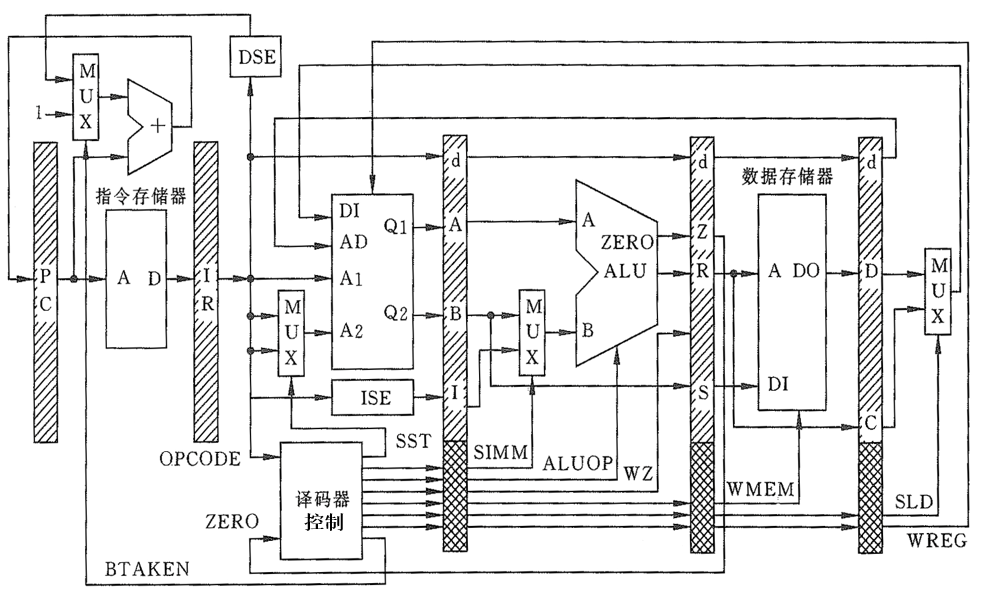 DSE
M
U
X
1
+
指令存储器
数据存储器
P
C
A
D
I
R
DI
AD
A1
A2
Q1
Q2
M
U
X
ISE
d
A
B
I
M
U
X
A
B
ZERO
ALU
d
Z
R
S
A
DO
DI
d
D
C
M
U
X
OPCODE
SST
SIMM
ALUOP
WZ
WMEM
SLD
WREG
译码器
控制
ZERO
BTAKEN